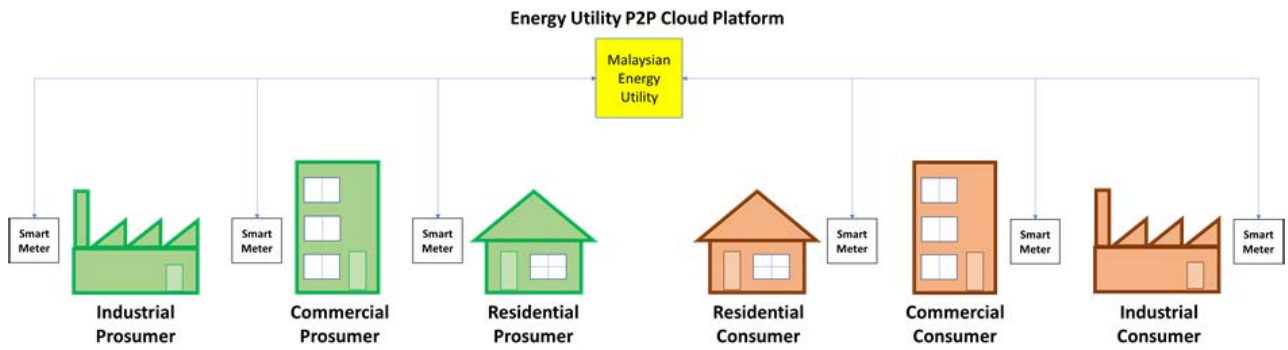 Energy Utility P2P Cloud Platform
Malaysian
Energy
Utility
Smart
Meter
Smart
Meter
Smart
Meter
Smart
Meter
Smart
Meter
Smart
Meter
Industrial
Prosumer
Commercial
Prosumer
Residential
Prosumer
Residential
Consumer
Commercial
Consumer
Industrial
Consumer